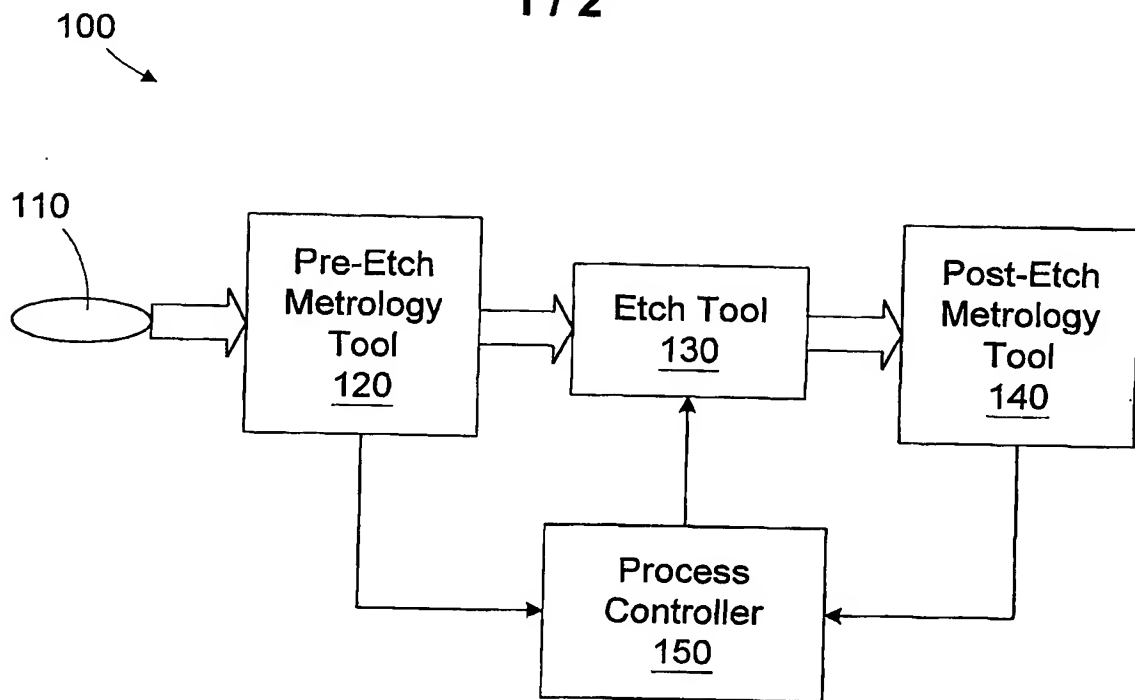 1 / 2
100
110
Pre-Etch
Metrology
Tool
120
Etch Tool
130
Post-Etch
Metrology
Tool
140
Process
Controller
150